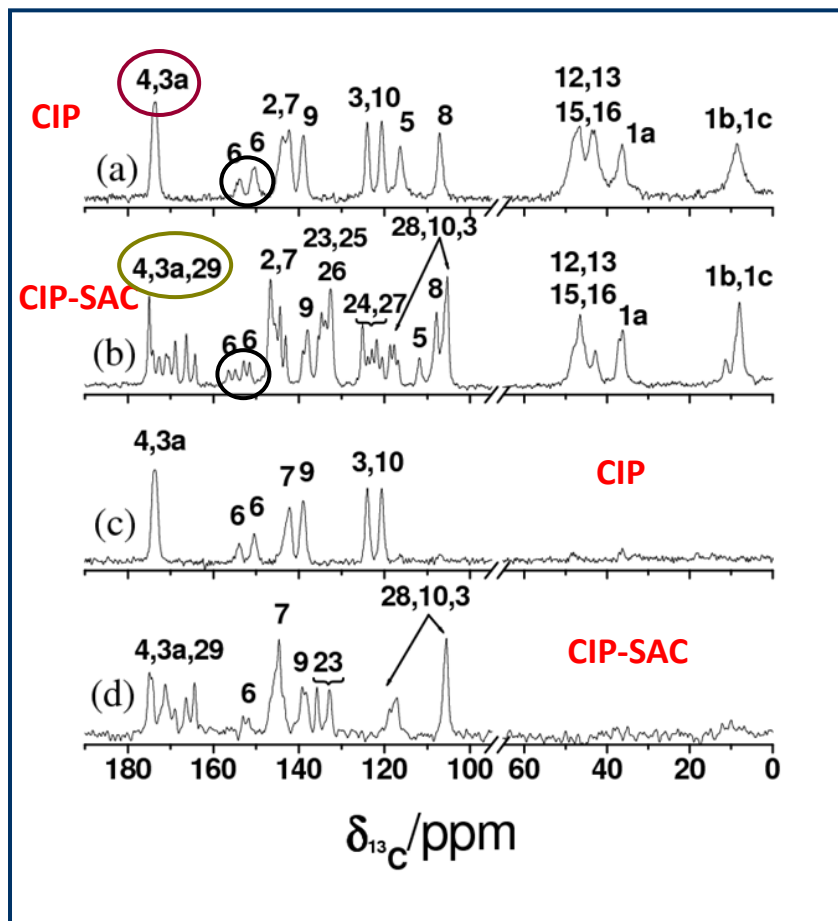 4,3a
CIP
6 6
2,7
9
3,10
5
8
12,13
15,16
1a
1b,1c
(a)
4,3a,29
CIP-SAC
6 6
2,7
9
23,25
26
24,27
28,10,3
5
8
12,13
15,16
1a
1b,1c
(b)
4,3a
6 6
7
9
3,10
CIP
(c)
4,3a,29
6
7
9
23
28,10,3
CIP-SAC
(d)
180 160 140 120 100 60 40 20 0
δ13C/ppm